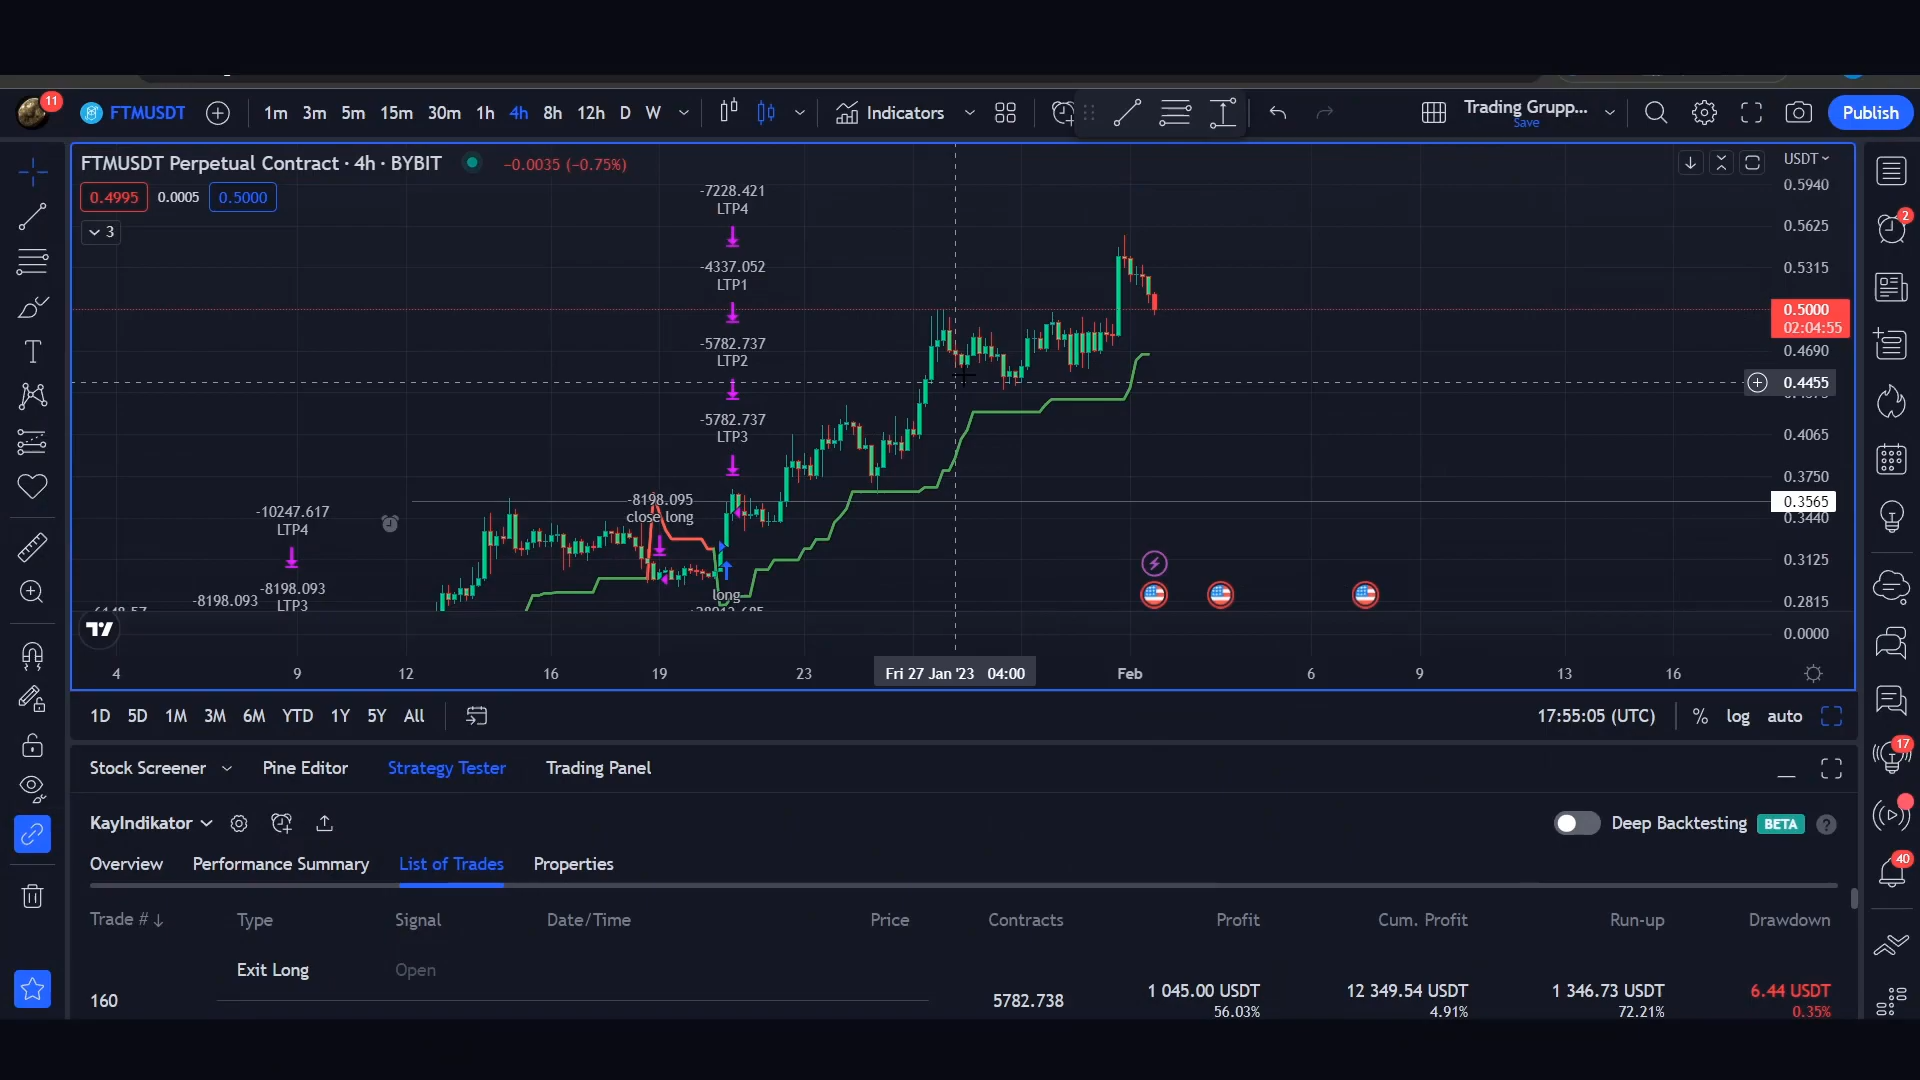 11
FTMUSDT
1m 3m 5m 15m 30m 1h 4h 8h 12h D W
Indicators
Trading Grupp...
Save
Publish
FTMUSDT Perpetual Contract · 4h · BYBIT
−0.0035 (−0.75%)
0.4995 0.0005 0.5000
3
USDT
0.5940
0.5625
0.5315
0.5000
02:04:55
0.4690
0.4455
0.4065
0.3750
0.3565
0.3440
0.3125
0.2815
0.0000
-7228.421
LTP4
-4337.052
LTP1
-5782.737
LTP2
-5782.737
LTP3
-8198.095
close long
-10247.617
LTP4
-8198.093
LTP3
-8198.093
long
2
17
40
4 9 12 16 19 23 Fri 27 Jan '23 04:00 Feb 6 9 13 16
1D 5D 1M 3M 6M YTD 1Y 5Y All
17:55:05 (UTC) % log auto
Stock Screener Pine Editor Strategy Tester Trading Panel
KayIndikator
Deep Backtesting BETA ?
Overview Performance Summary List of Trades Properties
Trade # ↓ Type Signal Date/Time Price Contracts Profit Cum. Profit Run-up Drawdown
Exit Long Open
160 5782.738 1 045.00 USDT 12 349.54 USDT 1 346.73 USDT 6.44 USDT
56.03% 4.91% 72.21% 0.35%